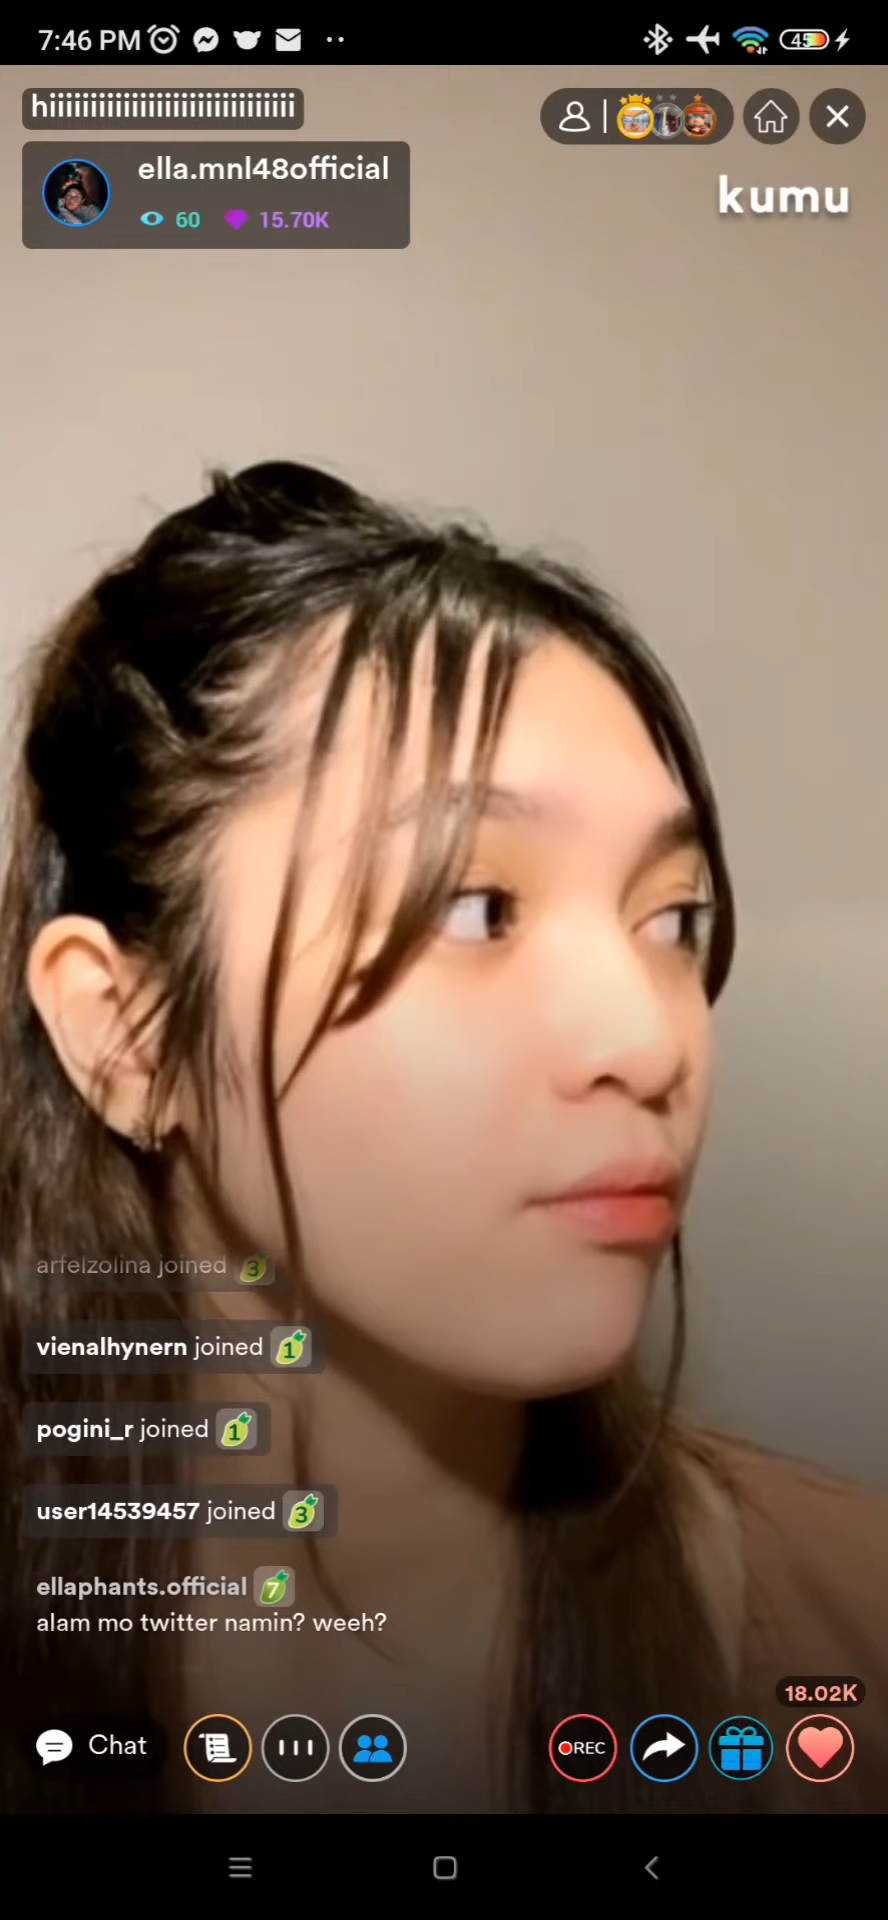 7:46 PM
45
hiiiiiiiiiiiiiiiiiiiiiiiiiiiiiii
ella.mnl48official
60 15.70K
kumu
arfelzolina joined 3
vienalhynern joined 1
pogini_r joined 1
user14539457 joined 3
ellaphants.official 7
alam mo twitter namin? weeh?
18.02K
Chat
REC